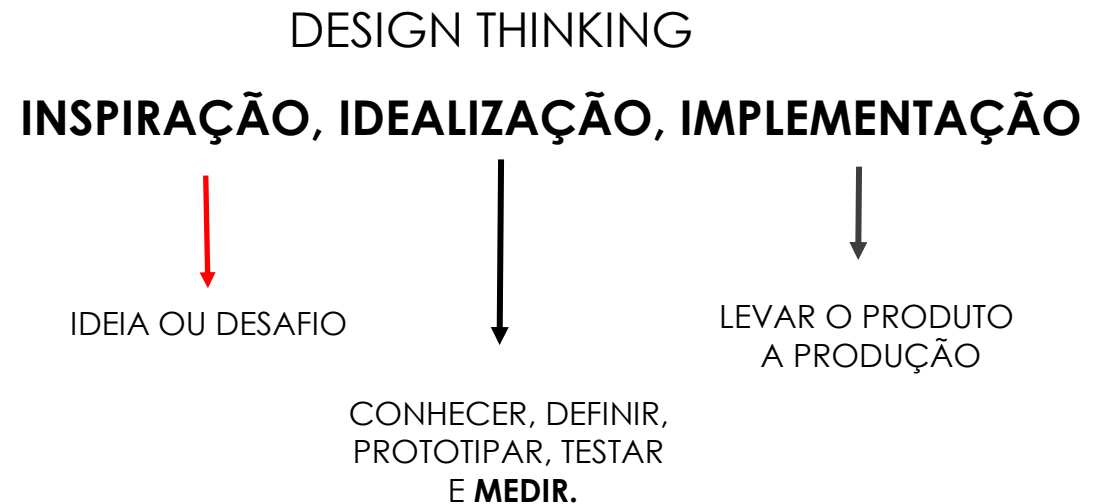 DESIGN THINKING
INSPIRAÇÃO, IDEALIZAÇÃO, IMPLEMENTAÇÃO
IDEIA OU DESAFIO
LEVAR O PRODUTO
A PRODUÇÃO
CONHECER, DEFINIR,
PROTOTIPAR, TESTAR
E MEDIR.